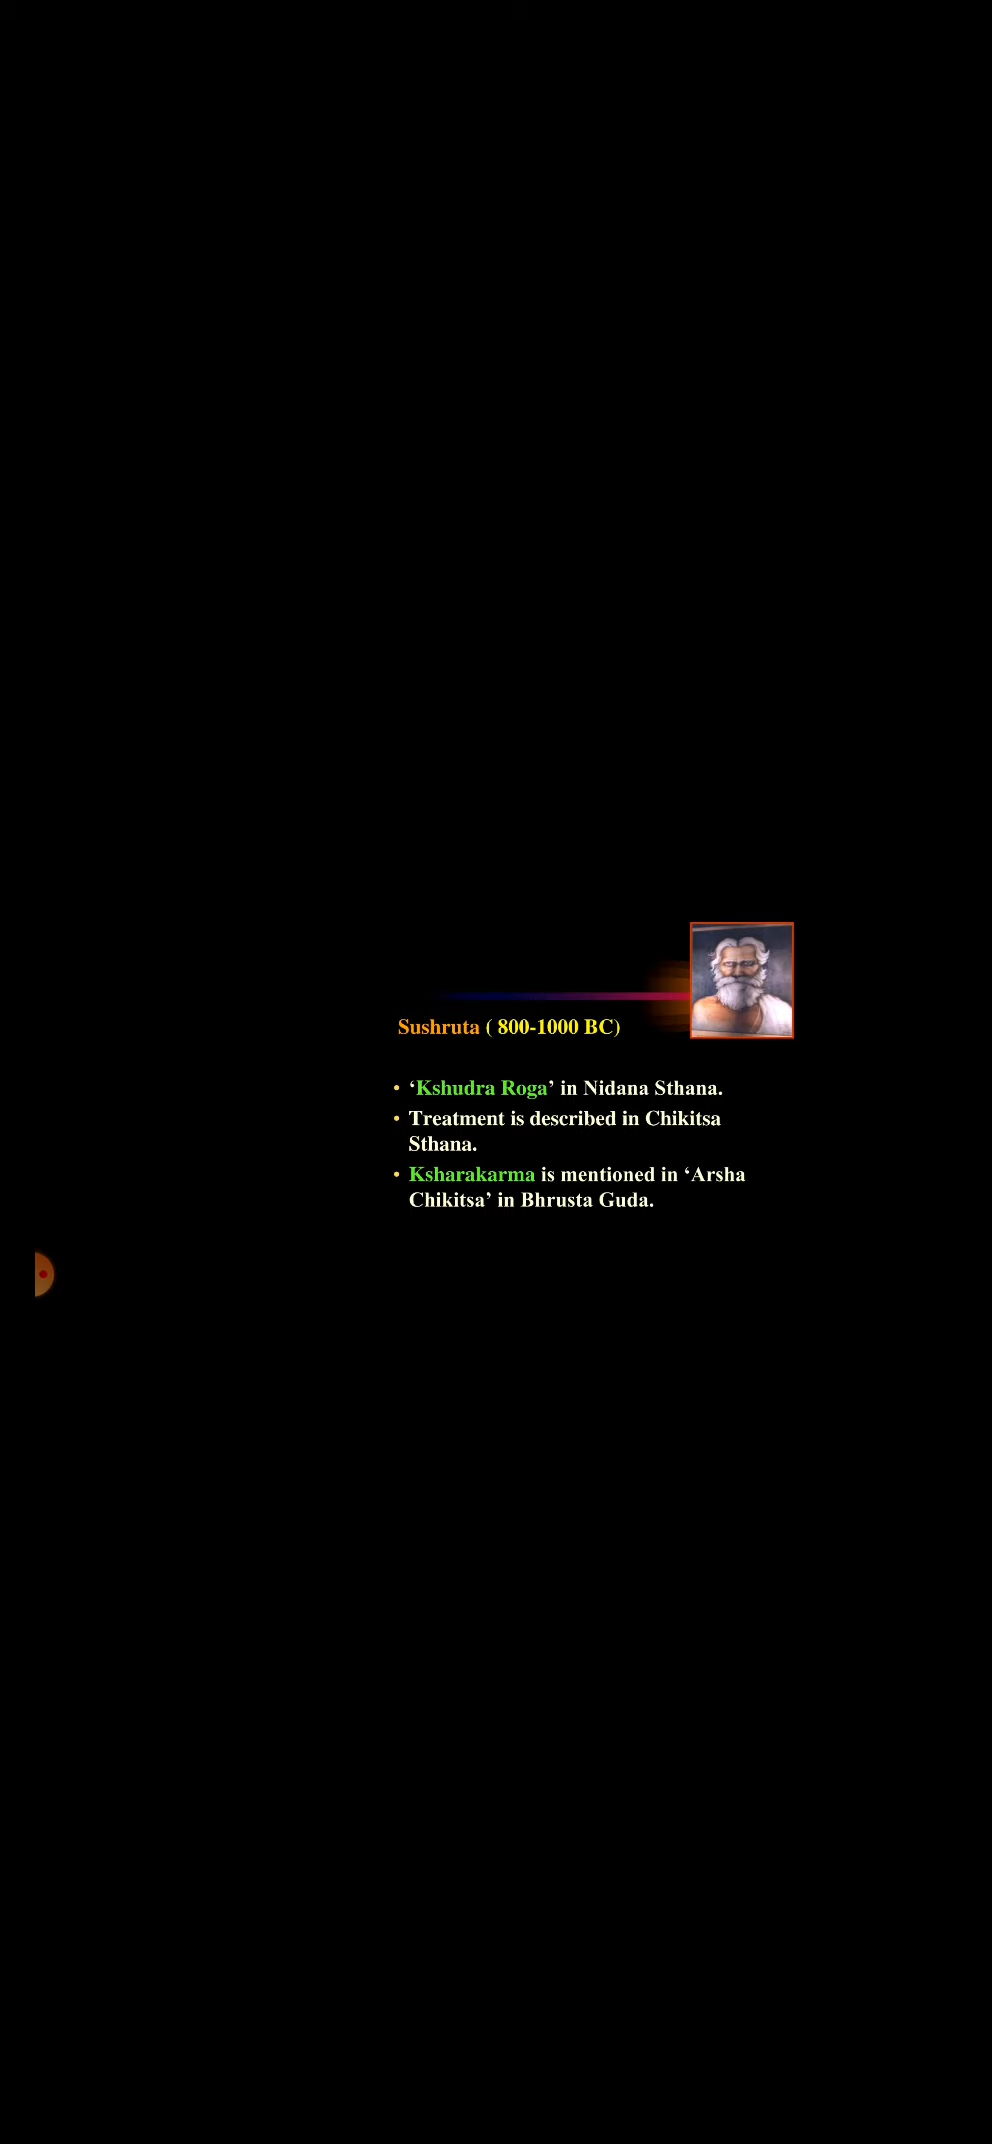 Sushruta ( 800-1000 BC)
• ‘Kshudra Roga’ in Nidana Sthana.
• Treatment is described in Chikitsa
Sthana.
• Ksharakarma is mentioned in ‘Arsha
Chikitsa’ in Bhrusta Guda.